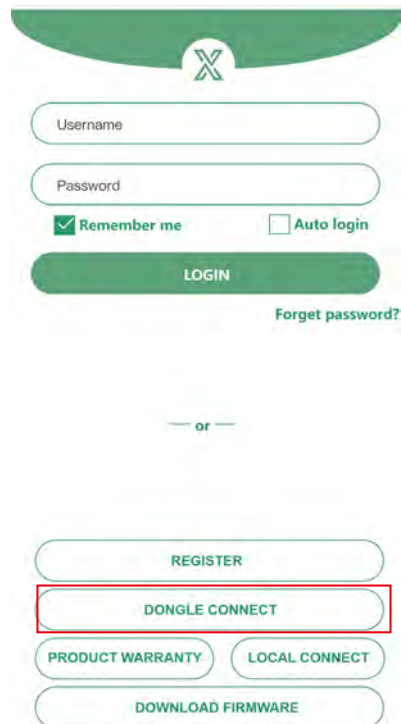 Username
Password
Remember me Auto login
LOGIN
Forget password?
or
REGISTER
DONGLE CONNECT
PRODUCT WARRANTY LOCAL CONNECT
DOWNLOAD FIRMWARE